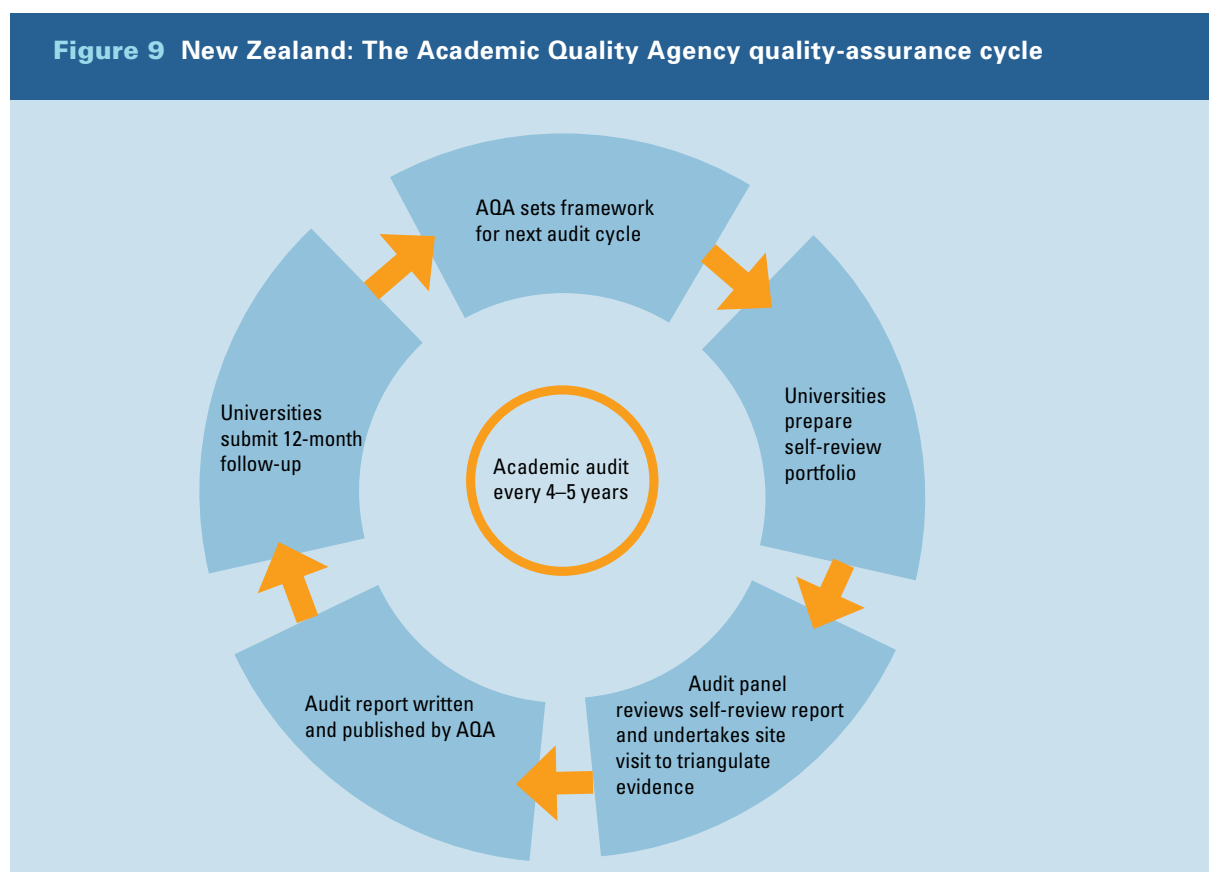 Figure 9 New Zealand: The Academic Quality Agency quality-assurance cycle
AQA sets framework
for next audit cycle
Universities
prepare
self-review
portfolio
Audit panel
reviews self-review report
and undertakes site
visit to triangulate
evidence
Audit report written
and published by AQA
Universities
submit 12-month
follow-up
Academic audit
every 4–5 years